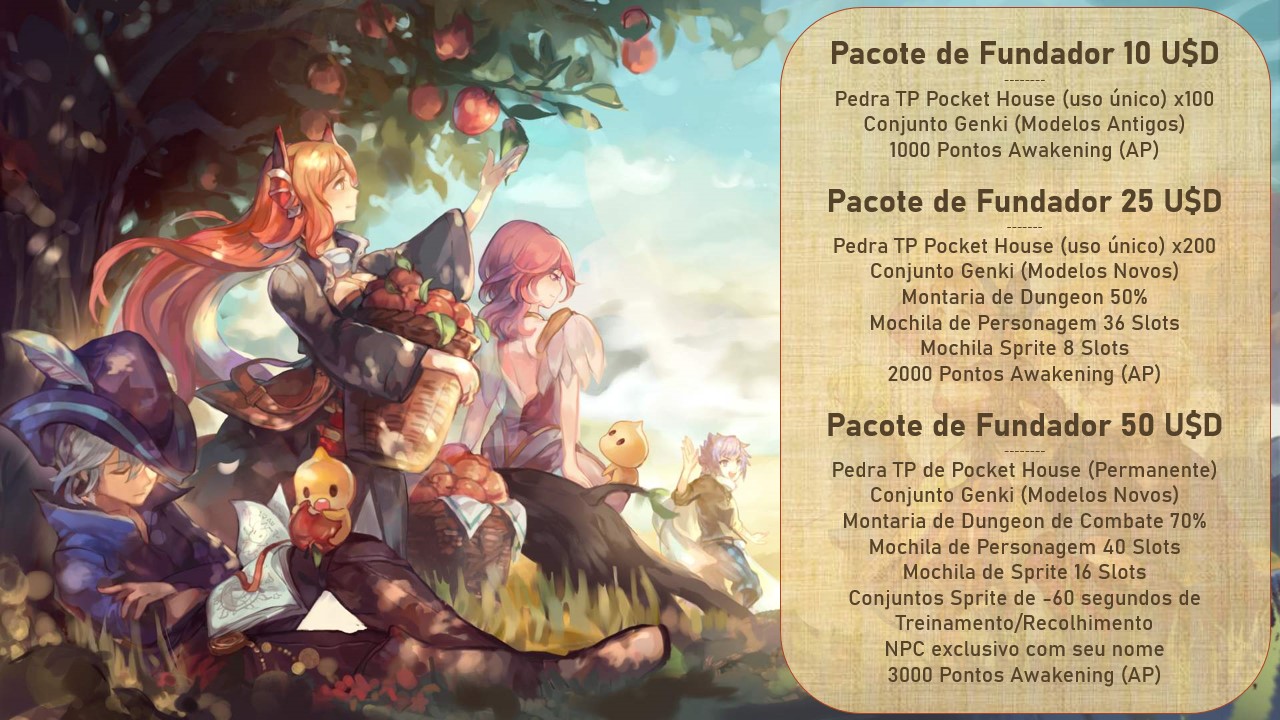 Pacote de Fundador 10 U$D
--------
Pedra TP Pocket House (uso único) x100
Conjunto Genki (Modelos Antigos)
1000 Pontos Awakening (AP)
Pacote de Fundador 25 U$D
-------
Pedra TP Pocket House (uso único) x200
Conjunto Genki (Modelos Novos)
Montaria de Dungeon 50%
Mochila de Personagem 36 Slots
Mochila Sprite 8 Slots
2000 Pontos Awakening (AP)
Pacote de Fundador 50 U$D
--------
Pedra TP de Pocket House (Permanente)
Conjunto Genki (Modelos Novos)
Montaria de Dungeon de Combate 70%
Mochila de Personagem 40 Slots
Mochila de Sprite 16 Slots
Conjuntos Sprite de -60 segundos de
Treinamento/Recolhimento
NPC exclusivo com seu nome
3000 Pontos Awakening (AP)